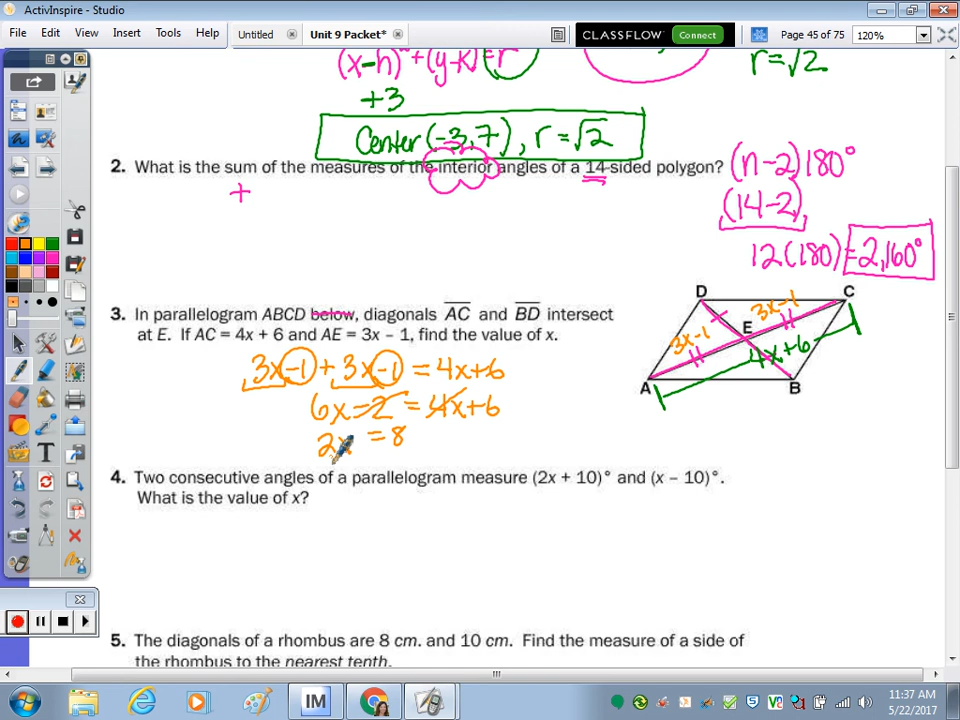 ActivInspire - Studio
File Edit View Insert Tools Help Untitled Unit 9 Packet* CLASSFLOW Connect Page 45 of 75 120%
(x-h)² + (y-k)² = r
r = √2
+3
Center (-3,7), r = √2
2. What is the sum of the measures of the interior angles of a 14-sided polygon? (n-2)180°
+
(14-2)
12(180) = 2,160°
3. In parallelogram ABCD below, diagonals AC and BD intersect
at E. If AC = 4x + 6 and AE = 3x – 1, find the value of x.
D C
3x-1
E
3x-1
4x+6
A B
3x-1 + 3x-1 = 4x+6
6x-2 = 4x+6
2x = 8
4. Two consecutive angles of a parallelogram measure (2x + 10)° and (x – 10)°.
What is the value of x?
5. The diagonals of a rhombus are 8 cm. and 10 cm. Find the measure of a side of
the rhombus to the nearest tenth.
IM
11:37 AM
5/22/2017